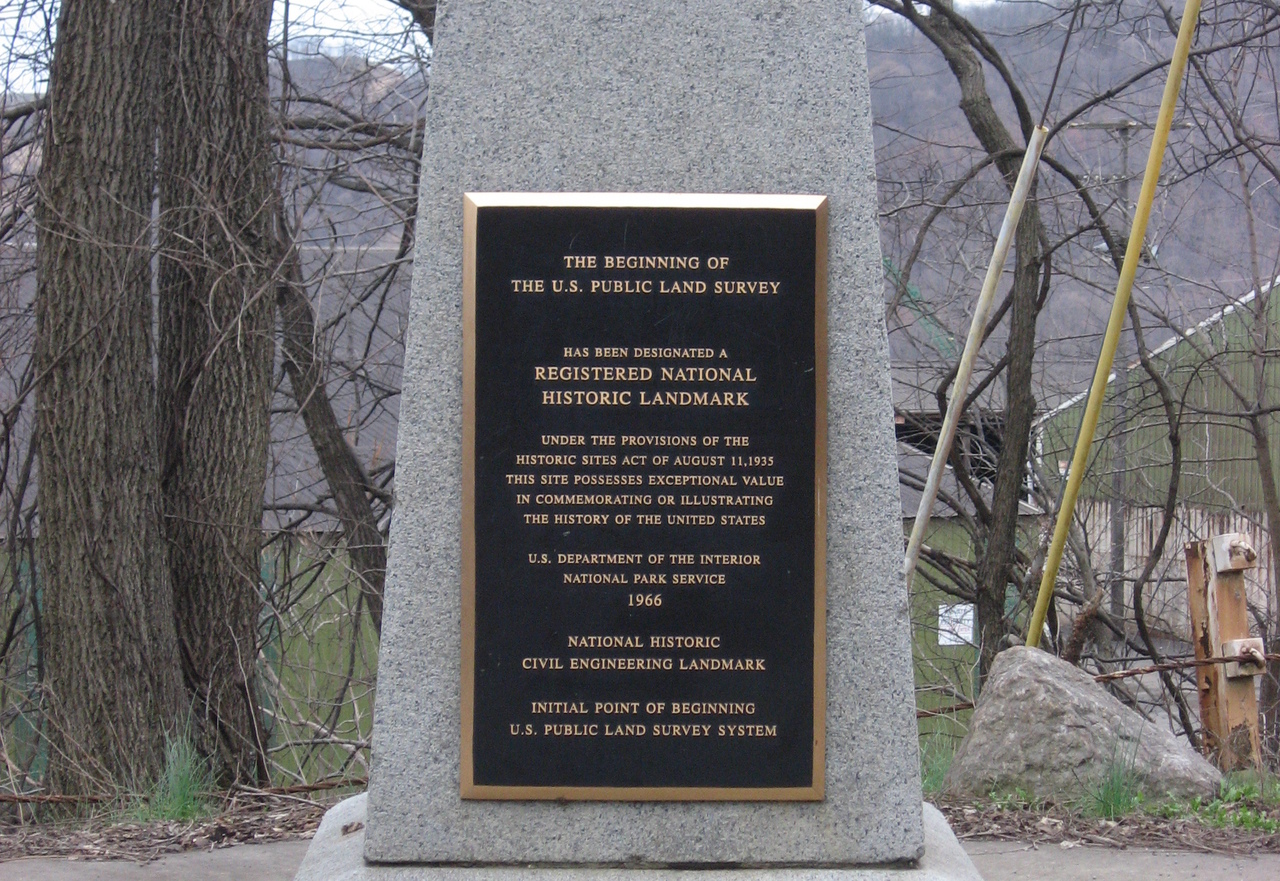 THE BEGINNING OF
THE U.S. PUBLIC LAND SURVEY
HAS BEEN DESIGNATED A
REGISTERED NATIONAL
HISTORIC LANDMARK
UNDER THE PROVISIONS OF THE
HISTORIC SITES ACT OF AUGUST 11,1935
THIS SITE POSSESSES EXCEPTIONAL VALUE
IN COMMEMORATING OR ILLUSTRATING
THE HISTORY OF THE UNITED STATES
U.S. DEPARTMENT OF THE INTERIOR
NATIONAL PARK SERVICE
1966
NATIONAL HISTORIC
CIVIL ENGINEERING LANDMARK
INITIAL POINT OF BEGINNING
U.S. PUBLIC LAND SURVEY SYSTEM